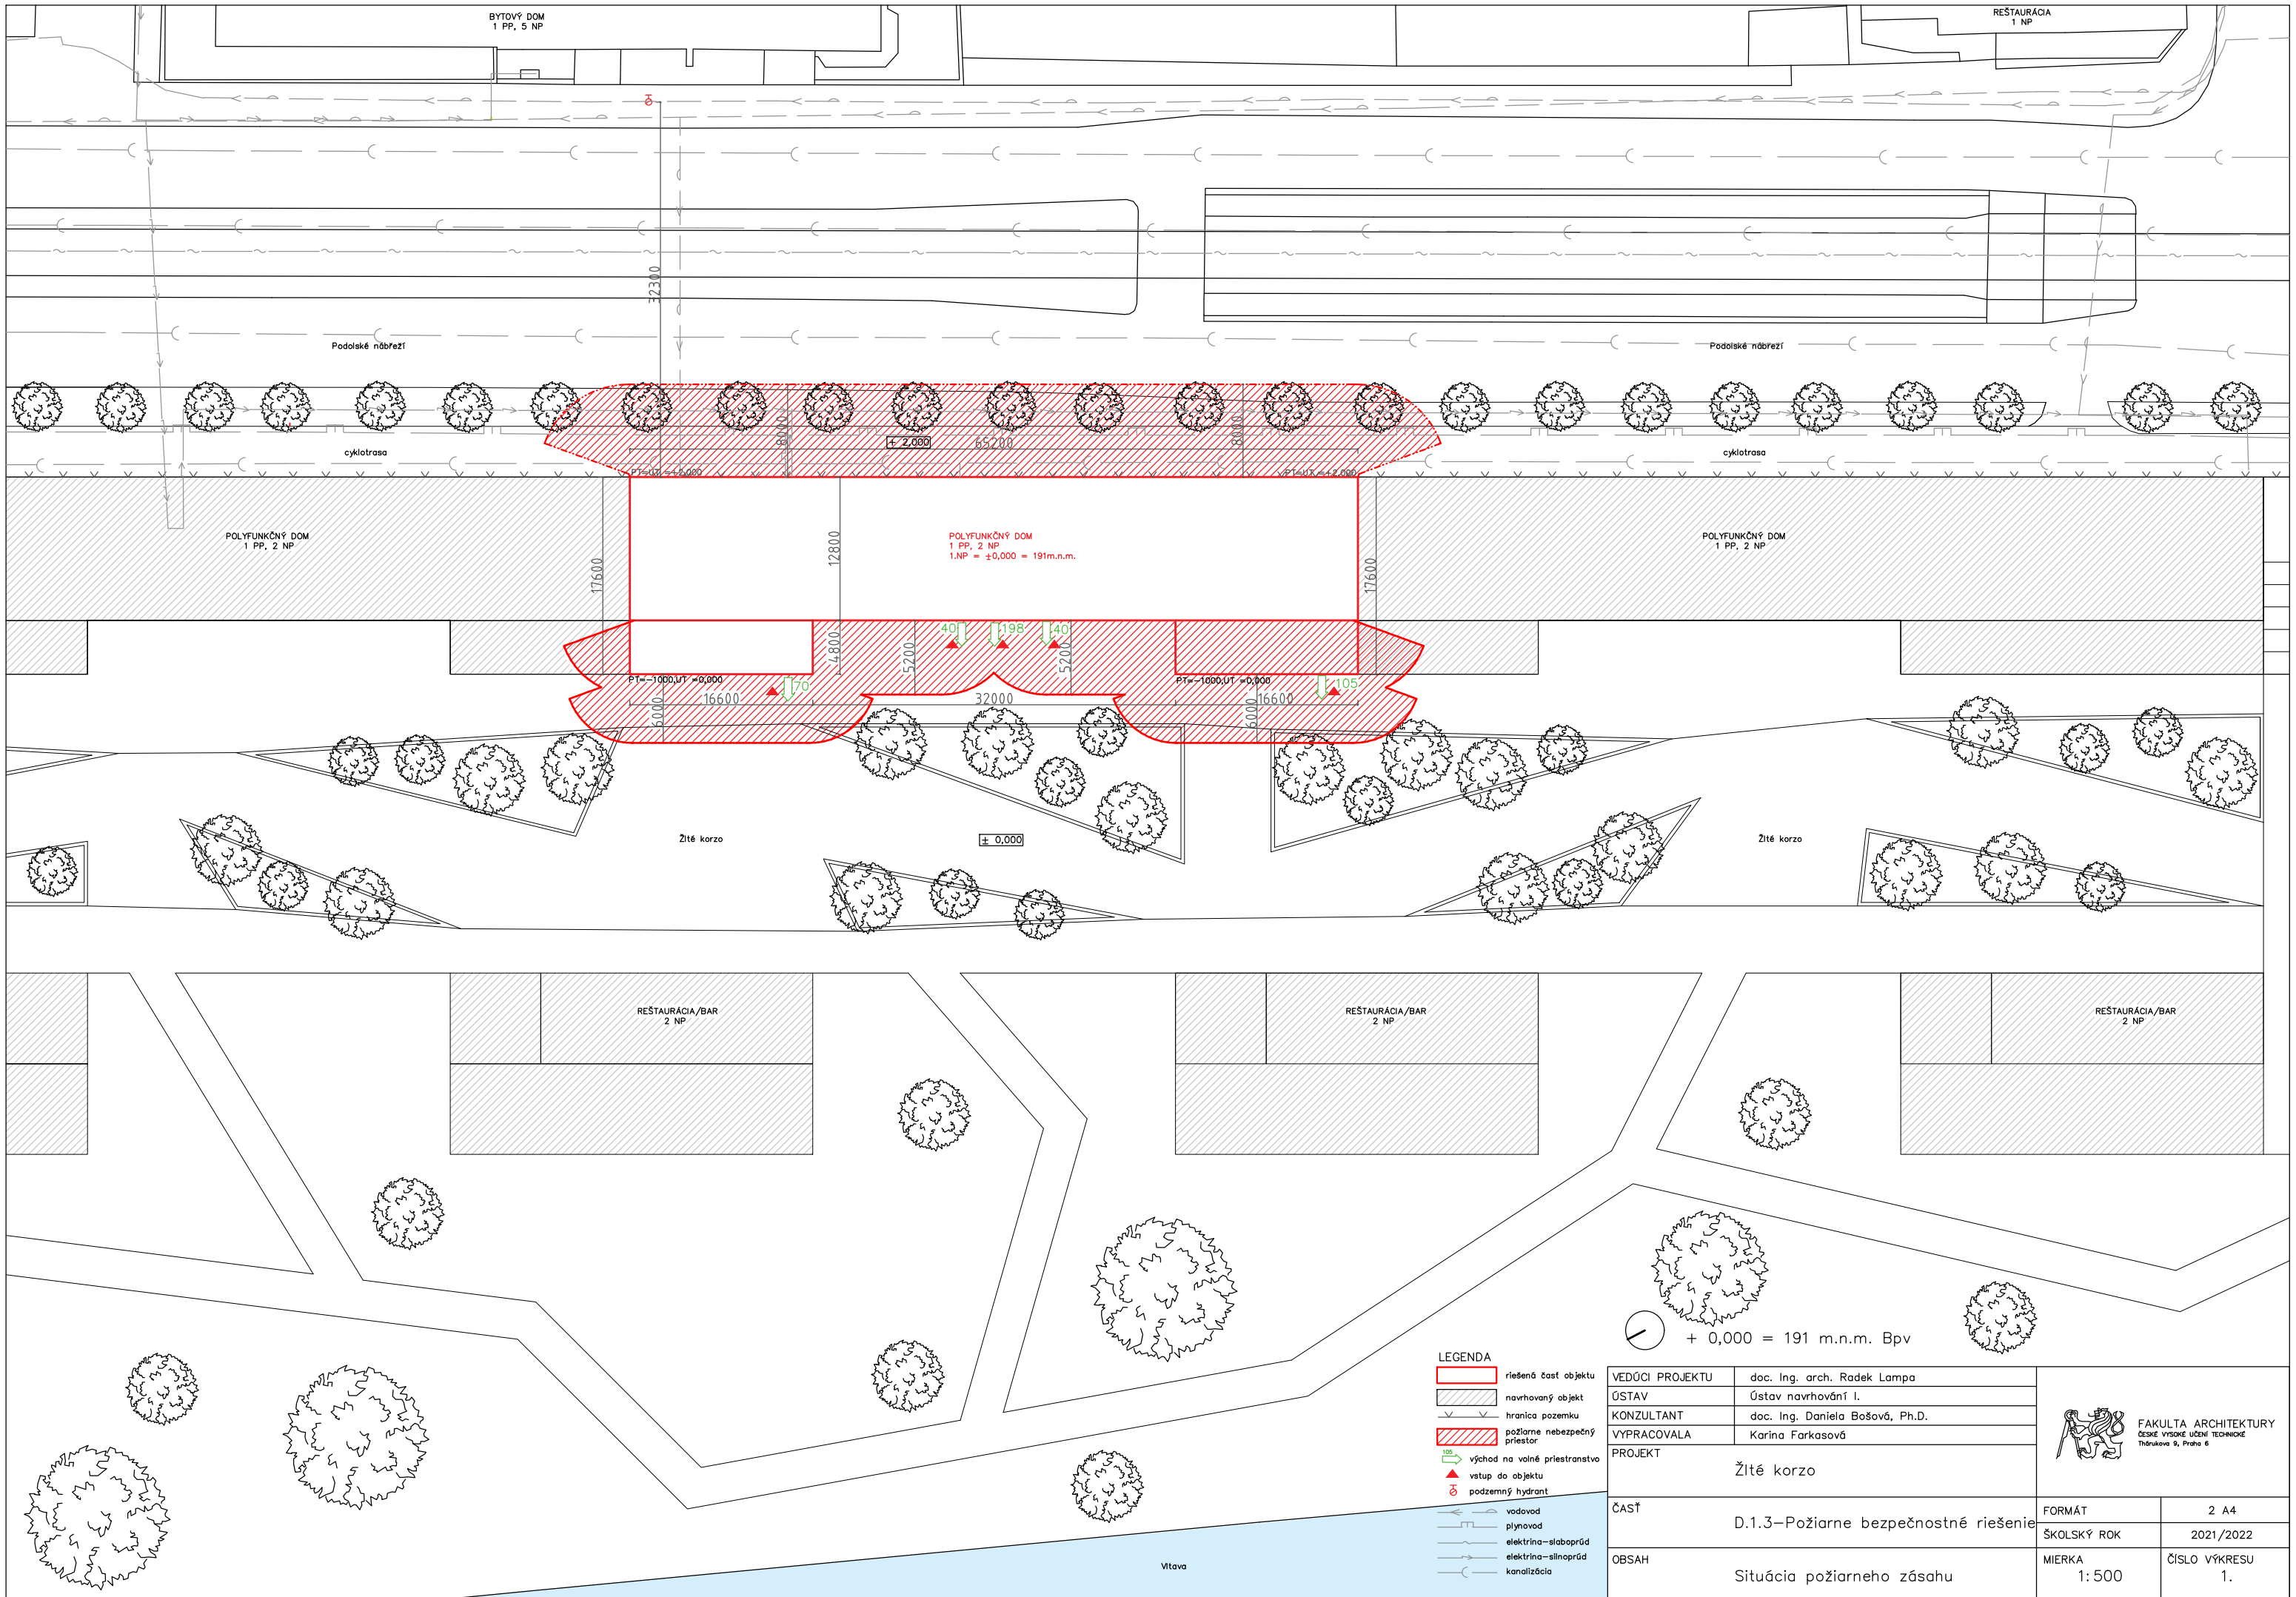 BYTOVÝ DOM
1 PP, 5 NP
REŠTAURÁCIA
1 NP
32300
Podolské nábřeží
Podolské nábřeží
8000
+ 2,000
65200
8000
cyklotrasa
cyklotrasa
PT=UT =+2,000
PT=UT =+2,000
POLYFUNKČNÝ DOM
1 PP, 2 NP
17600
12800
POLYFUNKČNÝ DOM
1 PP, 2 NP
1.NP = ±0,000 = 191m.n.m.
17600
POLYFUNKČNÝ DOM
1 PP, 2 NP
4800
5200
40
198
40
5200
PT=-1000,UT =0,000
PT=-1000,UT =0,000
70
105
6000
16600
32000
6000
16600
Žlté korzo
± 0,000
Žlté korzo
REŠTAURÁCIA/BAR
2 NP
REŠTAURÁCIA/BAR
2 NP
REŠTAURÁCIA/BAR
2 NP
+ 0,000 = 191 m.n.m. Bpv
LEGENDA
riešená časť objektu
navrhovaný objekt
hranica pozemku
požiarne nebezpečný
priestor
105
východ na volné priestranstvo
vstup do objektu
podzemný hydrant
vodovod
plynovod
elektrina-slaboprúd
elektrina-silnoprúd
kanalizácia
Vltava
VEDÚCI PROJEKTU doc. Ing. arch. Radek Lampa
ÚSTAV Ústav navrhování I.
KONZULTANT doc. Ing. Daniela Bošová, Ph.D.
VYPRACOVALA Karina Farkasová
PROJEKT
Žlté korzo
FAKULTA ARCHITEKTURY
ČESKÉ VYSOKÉ UČENÍ TECHNICKÉ
Thákurova 9, Praha 6
ČASŤ
D.1.3-Požiarne bezpečnostné riešenie
FORMÁT 2 A4
ŠKOLSKÝ ROK 2021/2022
OBSAH
Situácia požiarneho zásahu
MIERKA
1:500
ČÍSLO VÝKRESU
1.